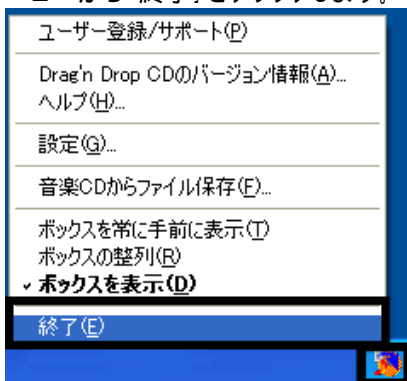 ユーザー登録/サポート(P)
Drag'n Drop CDのバージョン情報(A)...
ヘルプ(H)...
設定(G)...
音楽CDからファイル保存(F)...
ボックスを常に手前に表示(T)
ボックスの整列(R)
ボックスを表示(D)
終了(E)